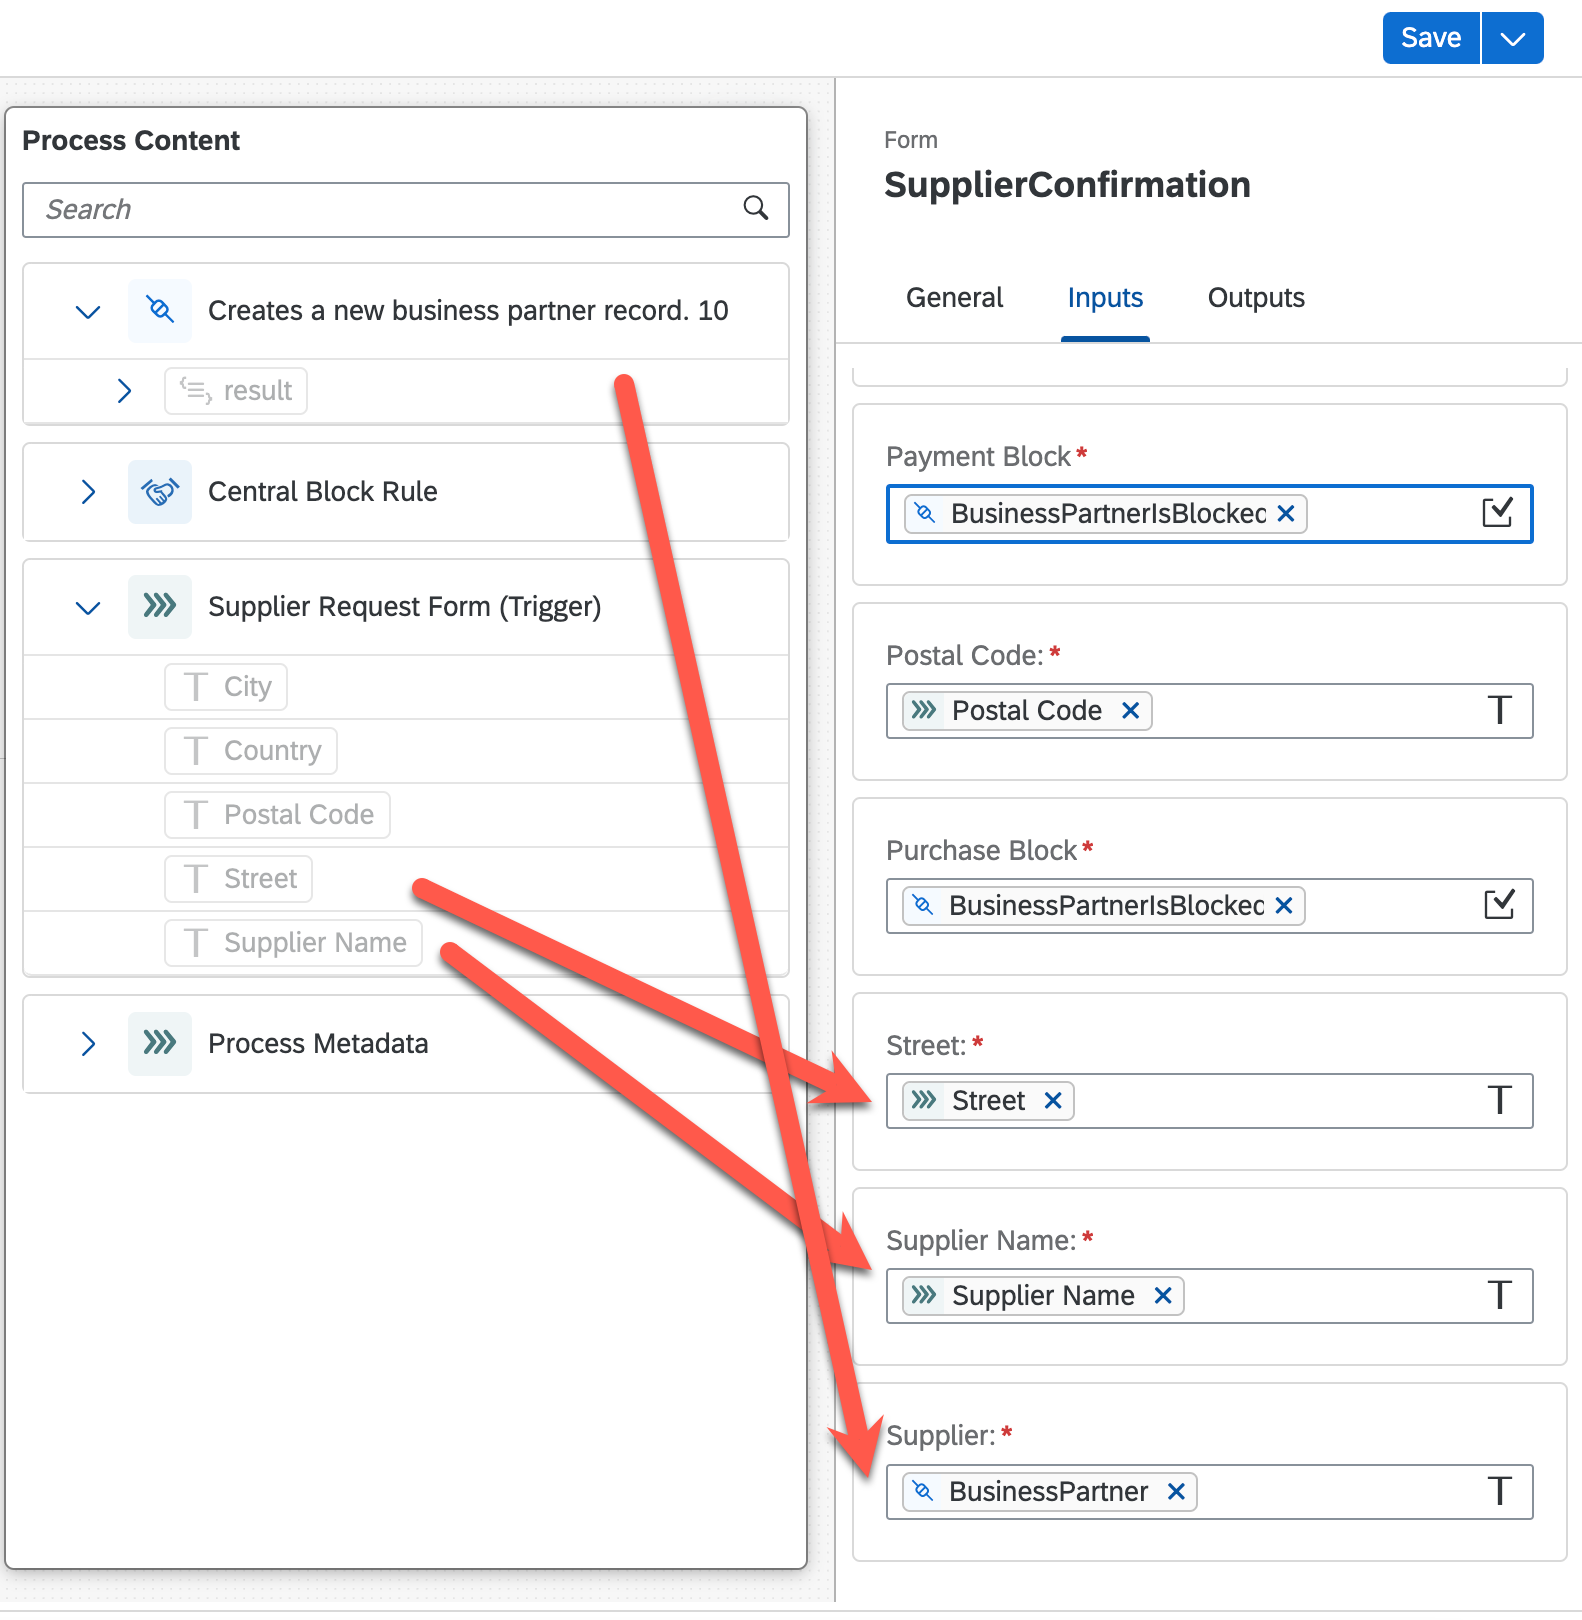 Save
Process Content
Search
Creates a new business partner record. 10
result
Central Block Rule
Supplier Request Form (Trigger)
City
Country
Postal Code
Street
Supplier Name
Process Metadata
Form
SupplierConfirmation
General Inputs Outputs
Payment Block*
BusinessPartnerIsBlocked
Postal Code: *
Postal Code
Purchase Block*
BusinessPartnerIsBlocked
Street: *
Street
Supplier Name: *
Supplier Name
Supplier: *
BusinessPartner